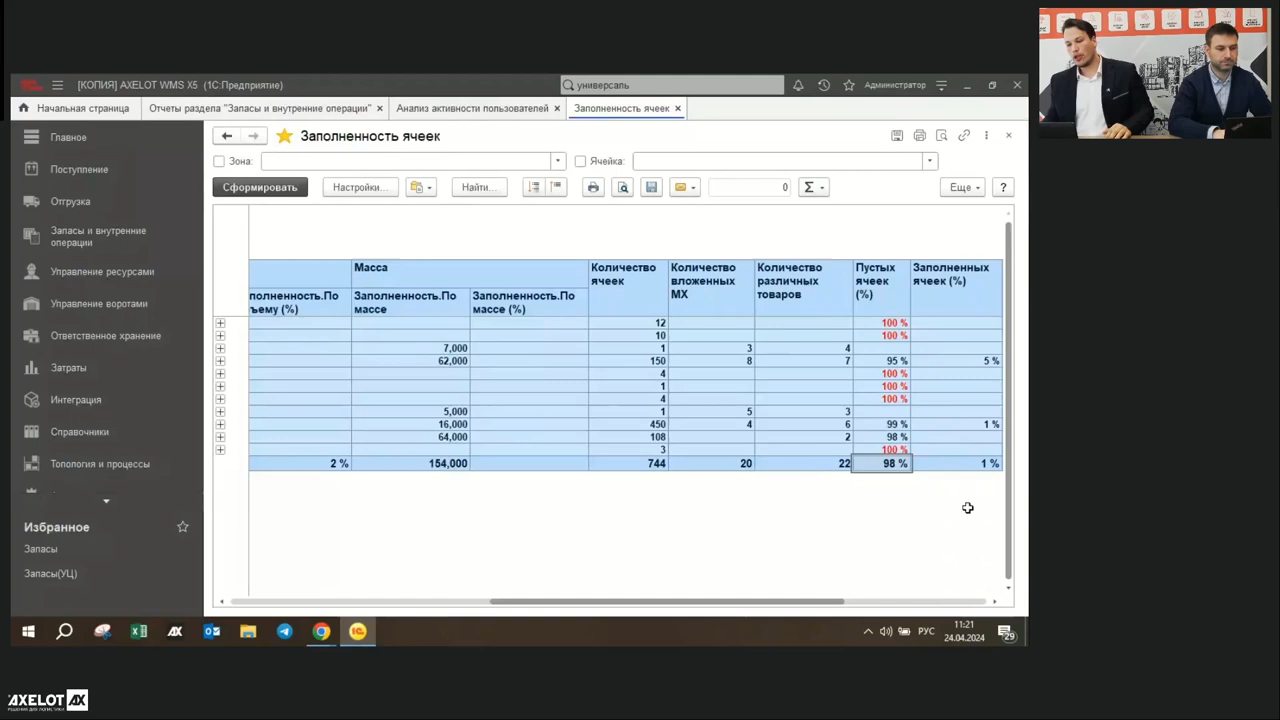 [КОПИЯ] AXELOT WMS X5 (1С:Предприятие)
универсаль
Администратор
Начальная страница
Отчеты раздела "Запасы и внутренние операции"
Анализ активности пользователей
Заполненность ячеек
Главное
Поступление
Отгрузка
Запасы и внутренние
операции
Управление ресурсами
Управление воротами
Ответственное хранение
Затраты
Интеграция
Справочники
Топология и процессы
Избранное
Запасы
Запасы(УЦ)
Заполненность ячеек
Зона:
Ячейка:
Сформировать
Настройки...
Найти...
0
Σ
Еще
?
Масса
Количество
ячеек
Количество
вложенных
МХ
Количество
различных
товаров
Пустых
ячеек
(%)
Заполненных
ячеек (%)
полненность.По
ъему (%)
Заполненность.По
массе
Заполненность.По
массе (%)
12 100 %
10 100 %
7,000 1 3 4
62,000 150 8 7 95 % 5 %
4 100 %
1 100 %
4 100 %
5,000 1 5 3
16,000 450 4 6 99 % 1 %
64,000 108 2 98 %
3 100 %
2 % 154,000 744 20 22 98 % 1 %
РУС
11:21
24.04.2024
29
AXELOT AX